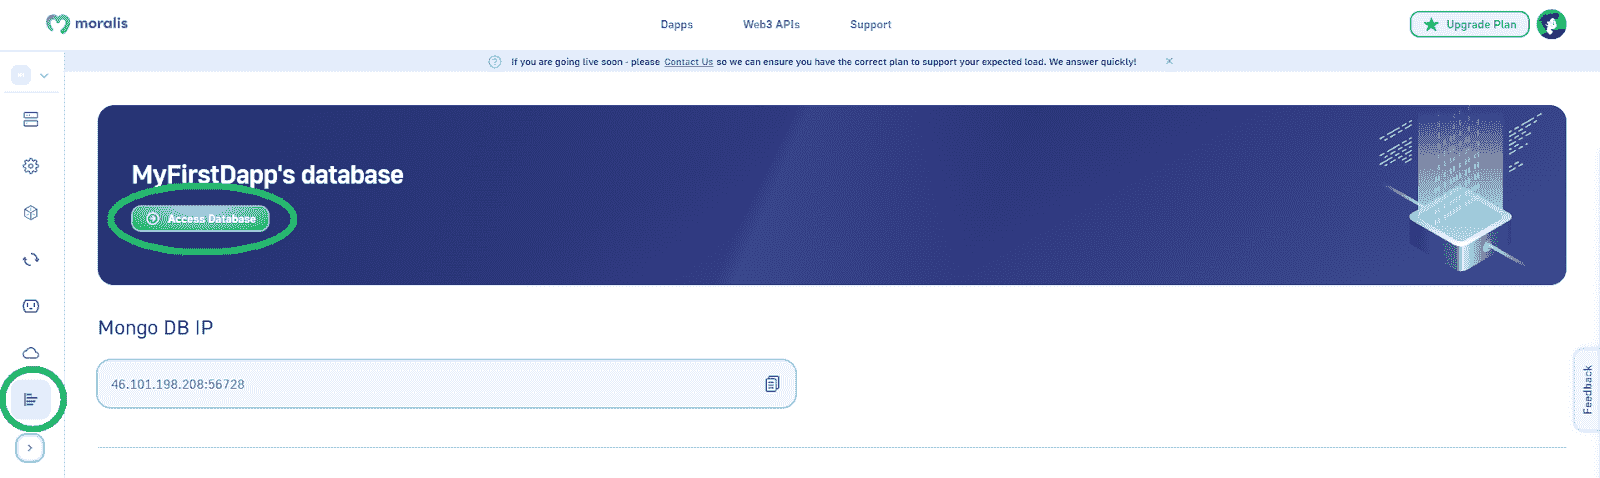 moralis
Dapps
Web3 APIs
Support
Upgrade Plan
If you are going live soon - please Contact Us so we can ensure you have the correct plan to support your expected load. We answer quickly!
MyFirstDapp's database
Access Database
Mongo DB IP
46.101.198.208:56728
Feedback